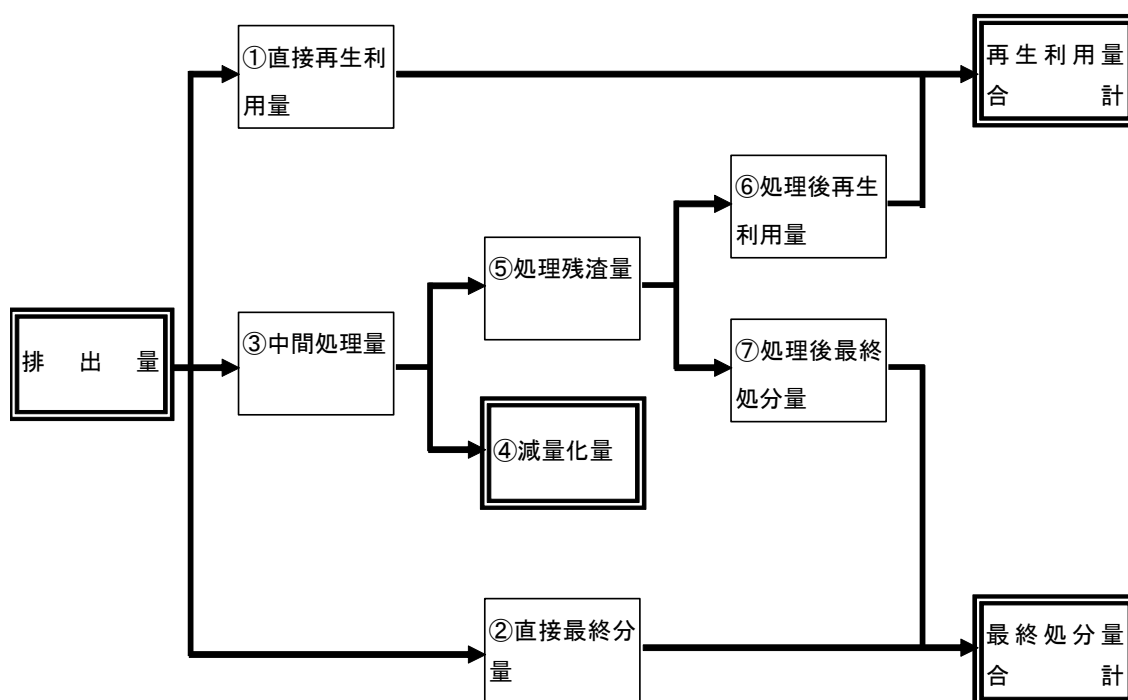 ①直接再生利
用量
再生利用量
合計
⑥処理後再生
利用量
⑤処理残渣量
排出量
③中間処理量
⑦処理後最終
処分量
④減量化量
②直接最終分
量
最終処分量
合計